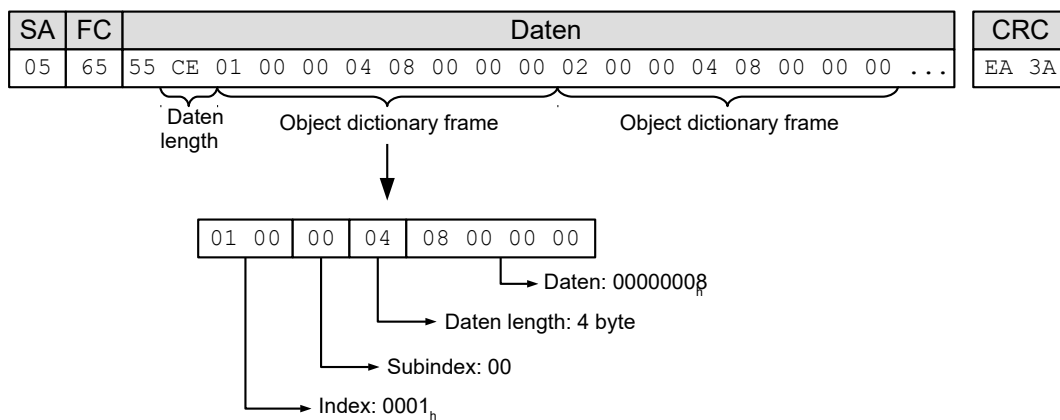 SA FC Daten CRC
05 65 55 CE 01 00 00 04 08 00 00 00 02 00 00 04 08 00 00 00 ... EA 3A
Daten length
Object dictionary frame
Object dictionary frame
01 00 00 04 08 00 00 00
Daten: 00000008h
Daten length: 4 byte
Subindex: 00
Index: 0001h